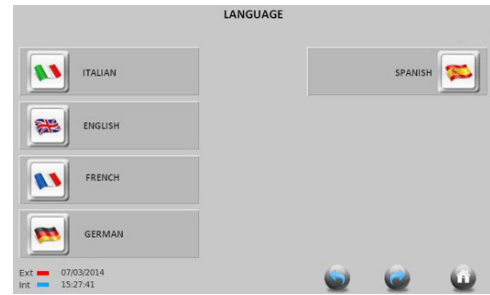 LANGUAGE
ITALIAN
SPANISH
ENGLISH
FRENCH
GERMAN
Ext 07/03/2014
Int 15:27:41